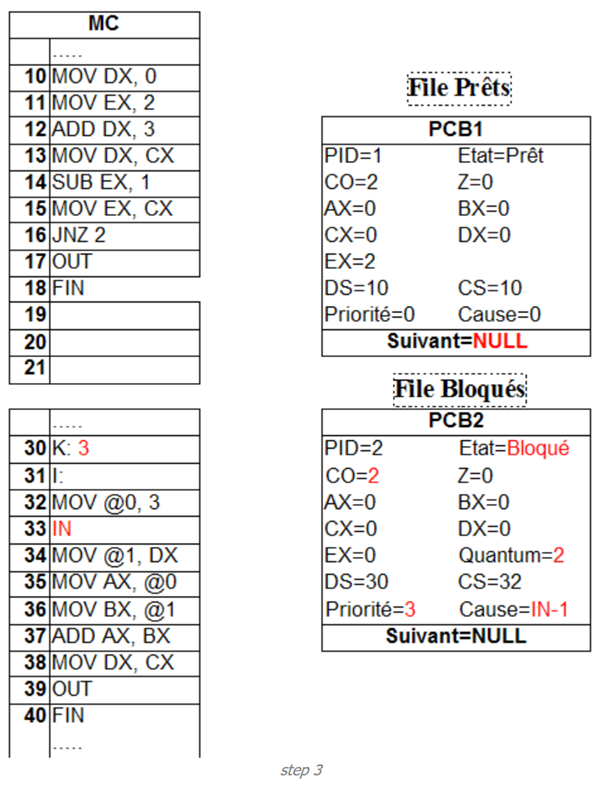 MC
.....
10 MOV DX, 0
11 MOV EX, 2
12 ADD DX, 3
13 MOV DX, CX
14 SUB EX, 1
15 MOV EX, CX
16 JNZ 2
17 OUT
18 FIN
19
20
21
.....
30 K: 3
31 I:
32 MOV @0, 3
33 IN
34 MOV @1, DX
35 MOV AX, @0
36 MOV BX, @1
37 ADD AX, BX
38 MOV DX, CX
39 OUT
40 FIN
.....
File Prêts
PCB1
PID=1 Etat=Prêt
CO=2 Z=0
AX=0 BX=0
CX=0 DX=0
EX=2
DS=10 CS=10
Priorité=0 Cause=0
Suivant=NULL
File Bloqués
PCB2
PID=2 Etat=Bloqué
CO=2 Z=0
AX=0 BX=0
CX=0 DX=0
EX=0 Quantum=2
DS=30 CS=32
Priorité=3 Cause=IN-1
Suivant=NULL
step 3